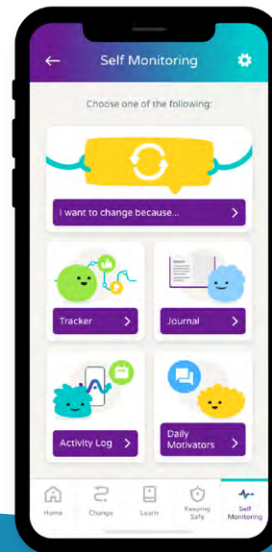 Self Monitoring
Choose one of the following:
I want to change because...
Tracker
Journal
Activity Log
Daily
Motivators
Home
Change
Learn
Keeping
Safe
Self
Monitoring